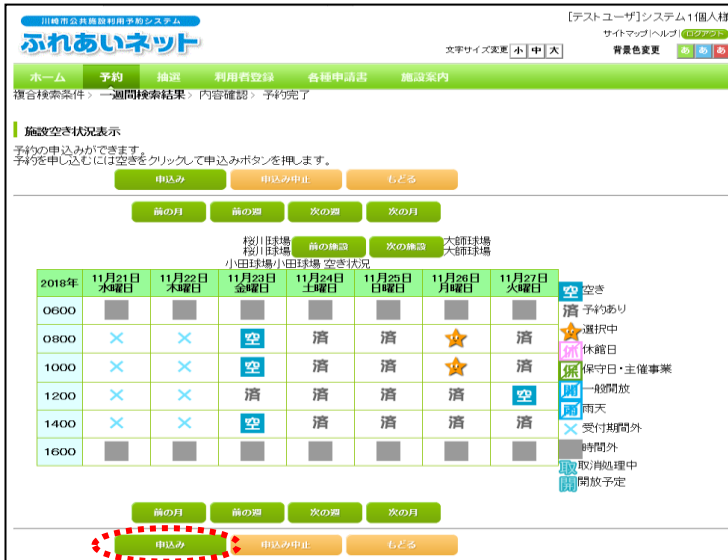 川崎市公共施設利用予約システム
ふれあいネット
[テストユーザ]システム1個人様
サイトマップ|ヘルプ|ログアウト
文字サイズ変更 小 中 大 背景色変更 あ あ あ
ホーム 予約 抽選 利用者登録 各種申請書 施設案内
複合検索条件> 一週間検索結果> 内容確認> 予約完了
施設空き状況表示
予約の申込みができます。
予約を申し込むには空きをクリックして申込みボタンを押します。
申込み 申込み中止 もどる
前の月 前の週 次の週 次の月
桜川球場 桜川球場 前の施設 次の施設 大師球場 大師球場
小田球場小田球場 空き状況
2018年 11月21日 水曜日 11月22日 木曜日 11月23日 金曜日 11月24日 土曜日 11月25日 日曜日 11月26日 月曜日 11月27日 火曜日
0600
0800 × × 空 済 済 済
1000 × × 空 済 済 済
1200 × × 済 済 済 済 空
1400 × × 空 済 済 済 済
1600
空 空き
済 予約あり
選択中
休 休館日
保 保守日・主催事業
開 一般開放
雨 雨天
× 受付期間外
時間外
取 取消処理中
開 開放予定
前の月 前の週 次の週 次の月
申込み 申込み中止 もどる